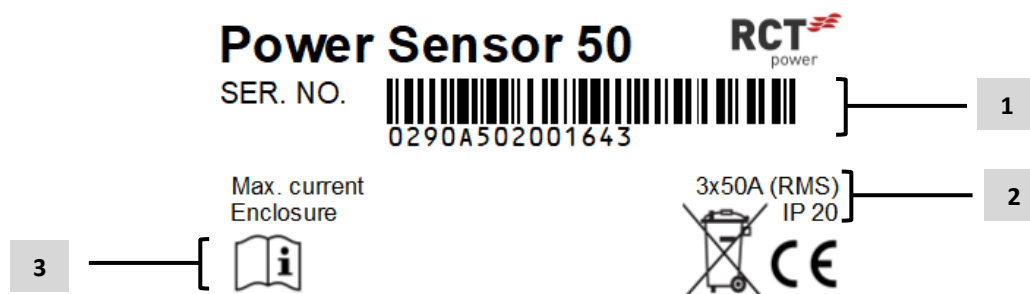 Power Sensor 50
RCT
power
SER. NO.
0290A502001643
1
Max. current 3x50A (RMS)
Enclosure IP 20
2
3
i
CE